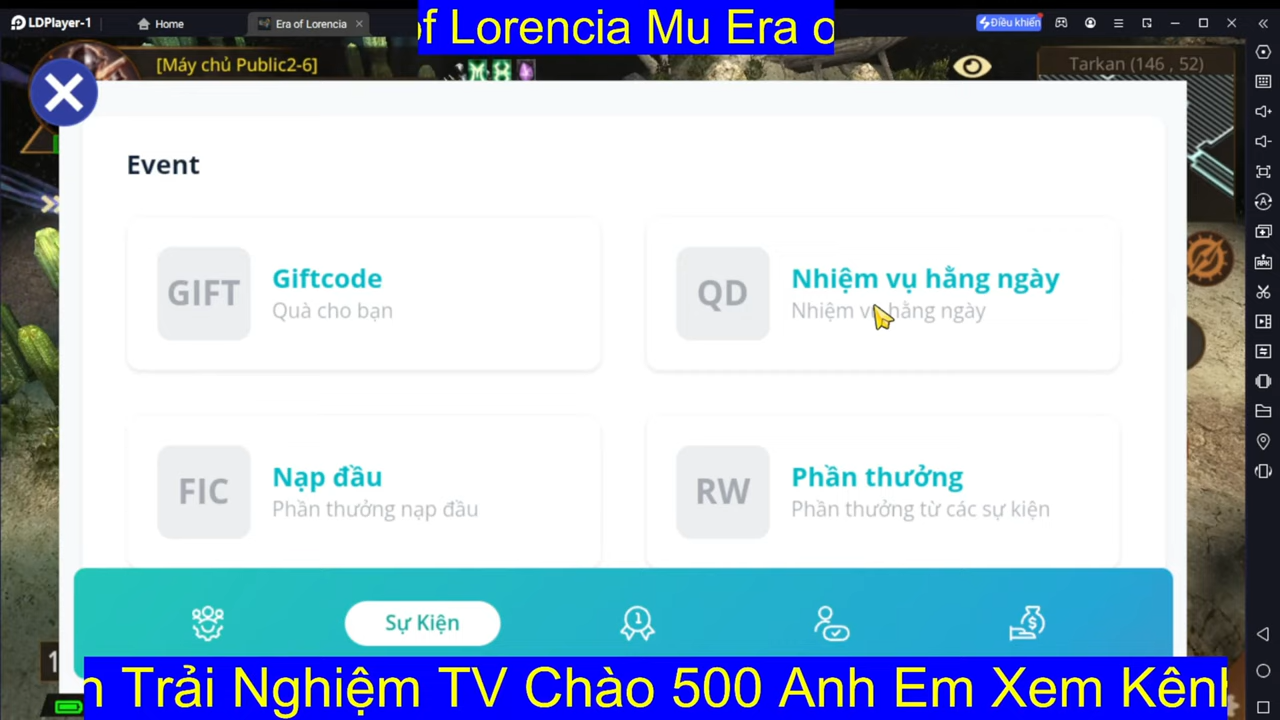 LDPlayer-1
Home
Era of Lorencia
Điều khiển
of Lorencia Mu Era o
[Máy chủ Public2-6]
Tarkan (146 , 52)
Event
GIFT
Giftcode
Quà cho bạn
QD
Nhiệm vụ hằng ngày
Nhiệm vụ hằng ngày
FIC
Nạp đầu
Phần thưởng nạp đầu
RW
Phần thưởng
Phần thưởng từ các sự kiện
Sự Kiện
Trải Nghiệm TV Chào 500 Anh Em Xem Kênh